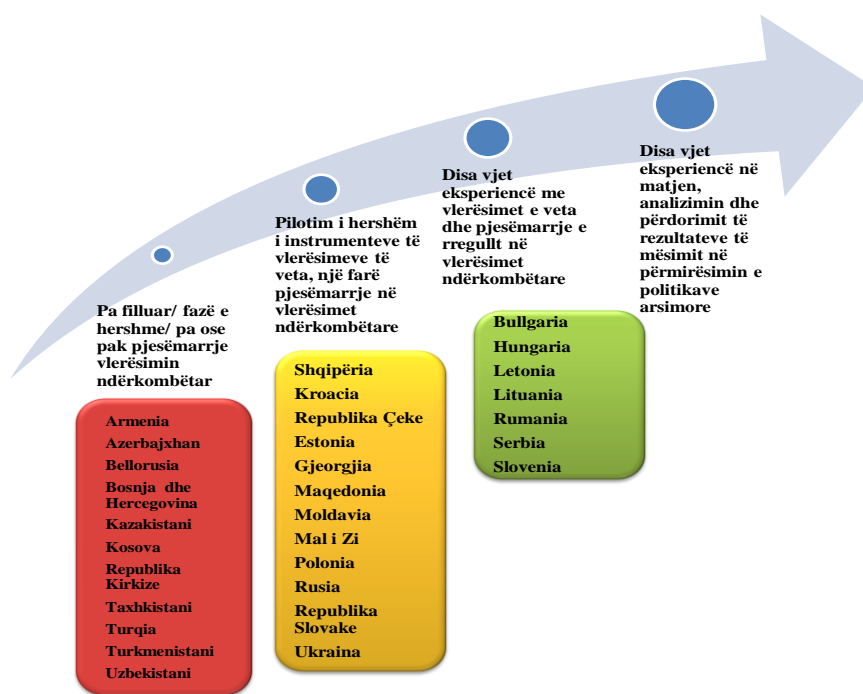 Pa filluar/ fazë e
hershme/ pa ose
pak pjesëmarrje
vlerësimin
ndërkombëtar
Armenia
Azerbajxhan
Bellorusia
Bosnja dhe
Hercegovina
Kazakistani
Kosova
Republika
Kirkize
Taxhkistani
Turqia
Turkmenistani
Uzbekistani
Pilotim i hershëm
i instrumenteve të
vlerësimeve të
veta, një farë
pjesëmarrje në
vlerësimet
ndërkombëtare
Shqipëria
Kroacia
Republika Çeke
Estonia
Gjeorgjia
Maqedonia
Moldavia
Mal i Zi
Polonia
Rusia
Republika
Slovake
Ukraina
Disa vjet
eksperiencë me
vlerësimet e veta
dhe pjesëmarrje e
rregullt në
vlerësimet
ndërkombëtare
Bullgaria
Hungaria
Letonia
Lituania
Rumania
Serbia
Slovenia
Disa vjet
eksperiencë në
matjen,
analizimin dhe
përdorimit të
rezultateve të
mësimit në
përmirësimin e
politikave
arsimore